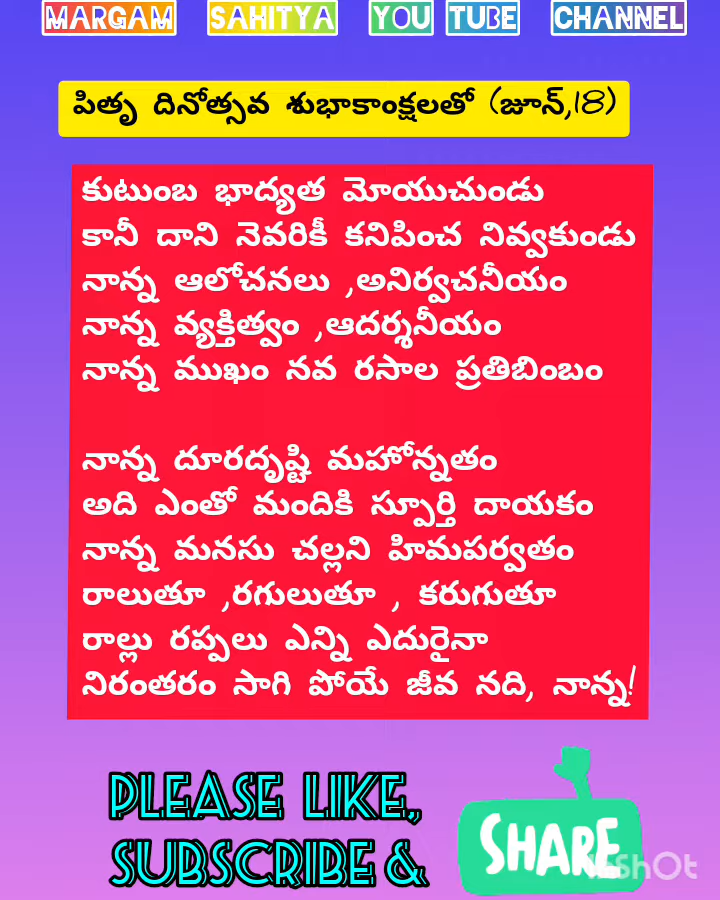 MARGAM SAHITYA YOU TUBE CHANNEL
పితృ దినోత్సవ శుభాకాంక్షలతో (జూన్,18)
కుటుంబ భాద్యత మోయుచుండు
కానీ దాని నెవరికీ కనిపించ నివ్వకుండు
నాన్న ఆలోచనలు ,అనిర్వచనీయం
నాన్న వ్యక్తిత్వం ,ఆదర్శనీయం
నాన్న ముఖం నవ రసాల ప్రతిబింబం
నాన్న దూరదృష్టి మహోన్నతం
అది ఎంతో మందికి స్పూర్తి దాయకం
నాన్న మనసు చల్లని హిమపర్వతం
రాలుతూ ,రగులుతూ , కరుగుతూ
రాల్లు రప్పలు ఎన్ని ఎదురైనా
నిరంతరం సాగి పోయే జీవ నది, నాన్న!
PLEASE LIKE,
SUBSCRIBE &
SHARE